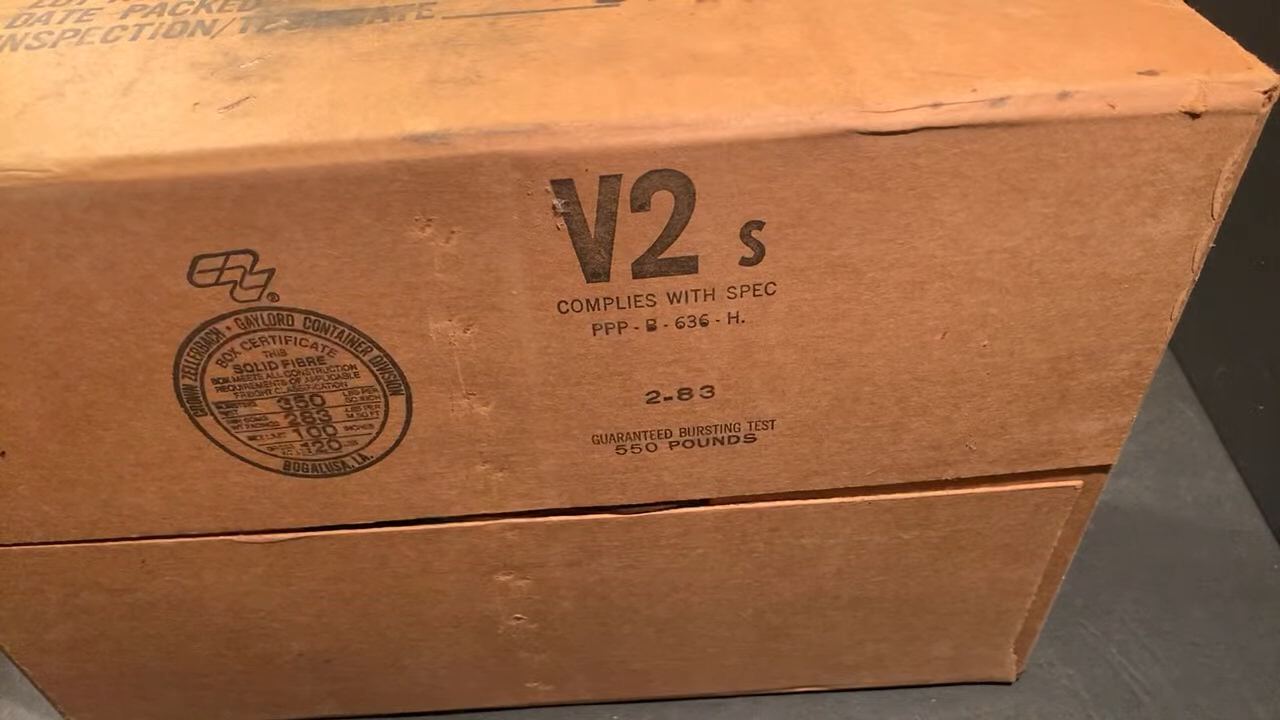 DATE PACKED
INSPECTION/
V2 s
COMPLIES WITH SPEC
PPP - B - 636 - H.
2-83
GUARANTEED BURSTING TEST
550 POUNDS
CROWN ZELLERBACH • GAYLORD CONTAINER DIVISION
BOX CERTIFICATE
THIS
SOLID FIBRE
BOX MEETS ALL CONSTRUCTION
REQUIREMENTS OF APPLICABLE
FREIGHT CLASSIFICATION
350
283
100 INCHES
120
BOGALUSA, LA.